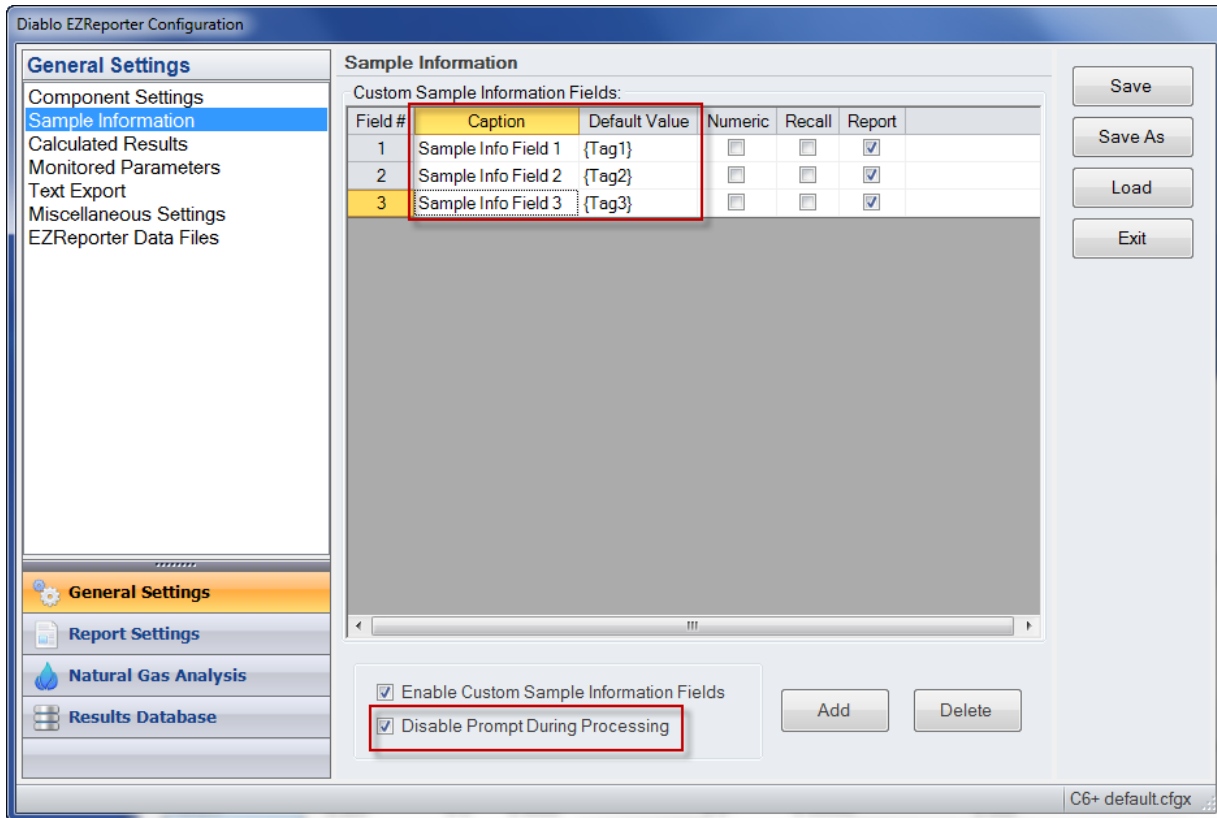 Diablo EZReporter Configuration
General Settings
Component Settings
Sample Information
Calculated Results
Monitored Parameters
Text Export
Miscellaneous Settings
EZReporter Data Files
General Settings
Report Settings
Natural Gas Analysis
Results Database
Sample Information
Custom Sample Information Fields:
Field # Caption Default Value Numeric Recall Report
1 Sample Info Field 1 {Tag1}
2 Sample Info Field 2 {Tag2}
3 Sample Info Field 3 {Tag3}
Enable Custom Sample Information Fields
Disable Prompt During Processing
Add Delete
Save
Save As
Load
Exit
C6+ default.cfgx